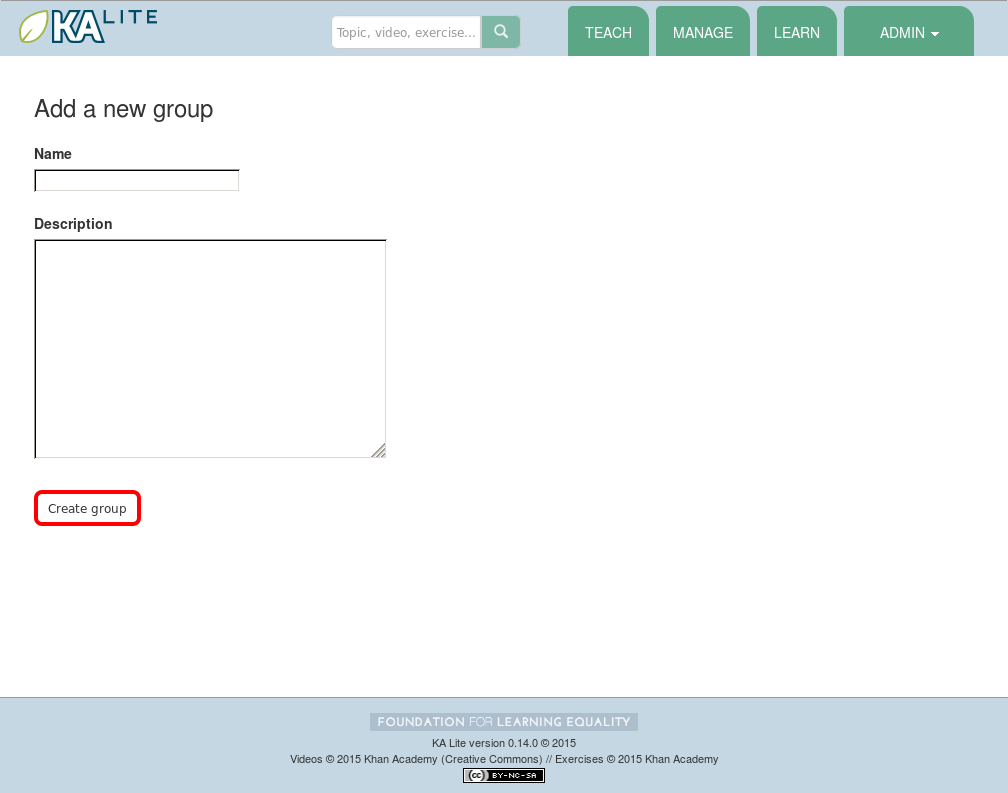 KA LITE
Topic, video, exercise...
TEACH
MANAGE
LEARN
ADMIN
Add a new group
Name
Description
Create group
FOUNDATION FOR LEARNING EQUALITY
KA Lite version 0.14.0 © 2015
Videos © 2015 Khan Academy (Creative Commons) // Exercises © 2015 Khan Academy
cc BY-NC-SA